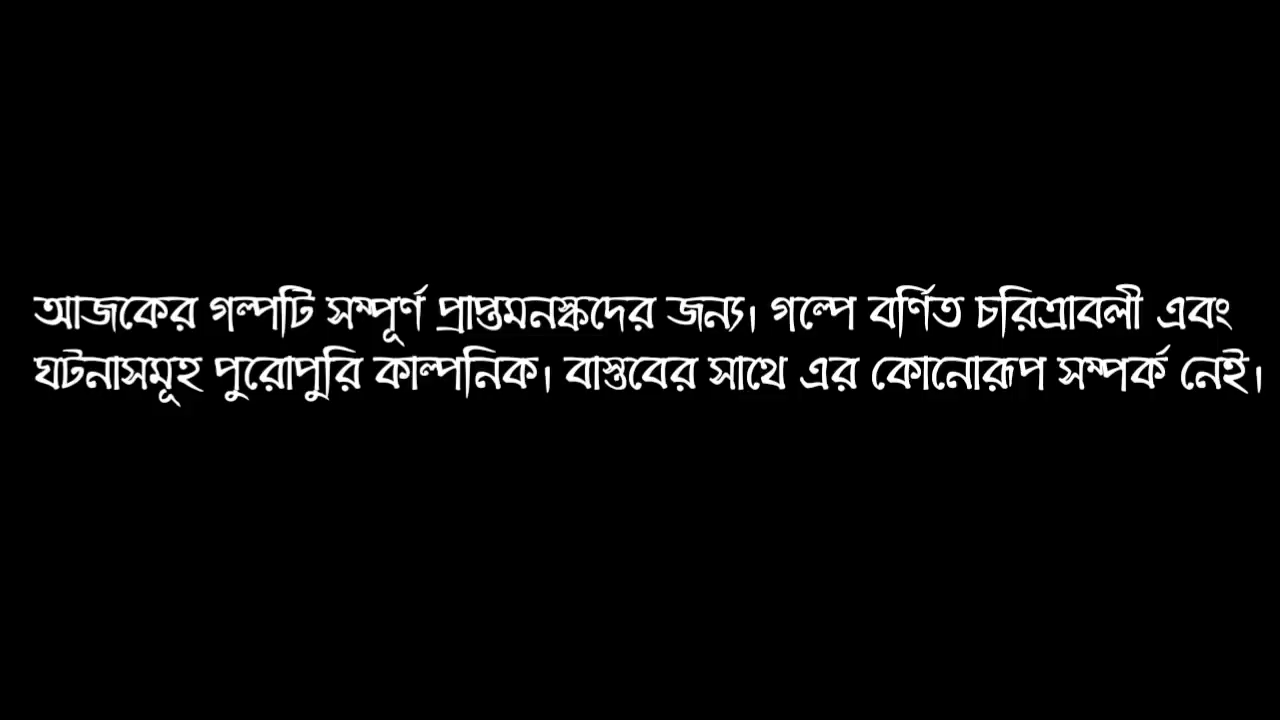 আজকের গল্পটি সম্পূর্ণ প্রাপ্তমনস্কদের জন্য। গল্পে বর্ণিত চরিত্রাবলী এবং
ঘটনাসমূহ পুরোপুরি কাল্পনিক। বাস্তবের সাথে এর কোনোরূপ সম্পর্ক নেই।